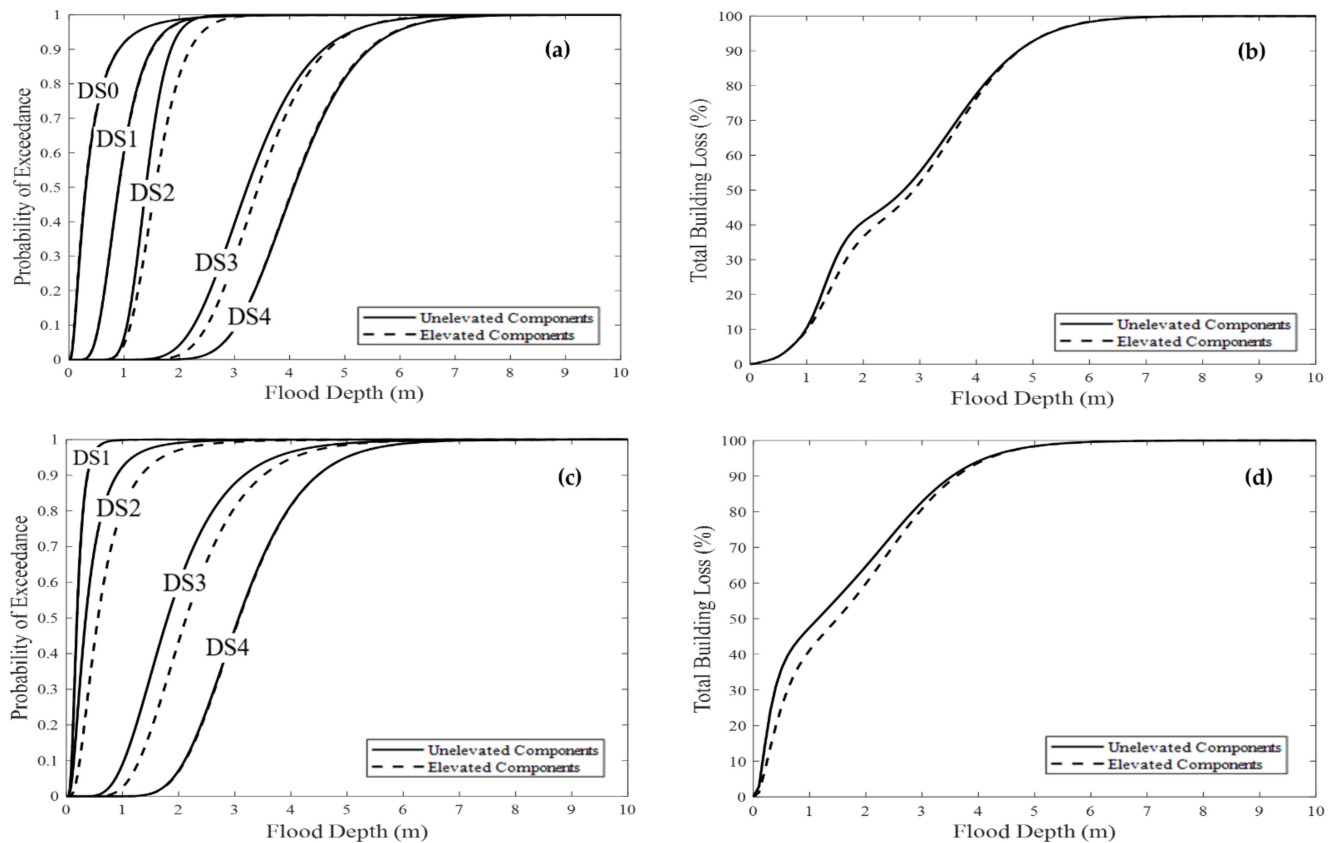 (a)
Probability of Exceedance
1
0.9
0.8
0.7
0.6
0.5
0.4
0.3
0.2
0.1
0
DS0
DS1
DS2
DS3
DS4
Unelevated Components
Elevated Components
0 1 2 3 4 5 6 7 8 9 10
Flood Depth (m)
(b)
Total Building Loss (%)
100
90
80
70
60
50
40
30
20
10
0
Unelevated Components
Elevated Components
0 1 2 3 4 5 6 7 8 9 10
Flood Depth (m)
(c)
Probability of Exceedance
1
0.9
0.8
0.7
0.6
0.5
0.4
0.3
0.2
0.1
0
DS1
DS2
DS3
DS4
Unelevated Components
Elevated Components
0 1 2 3 4 5 6 7 8 9 10
Flood Depth (m)
(d)
Total Building Loss (%)
100
90
80
70
60
50
40
30
20
10
0
Unelevated Components
Elevated Components
0 1 2 3 4 5 6 7 8 9 10
Flood Depth (m)